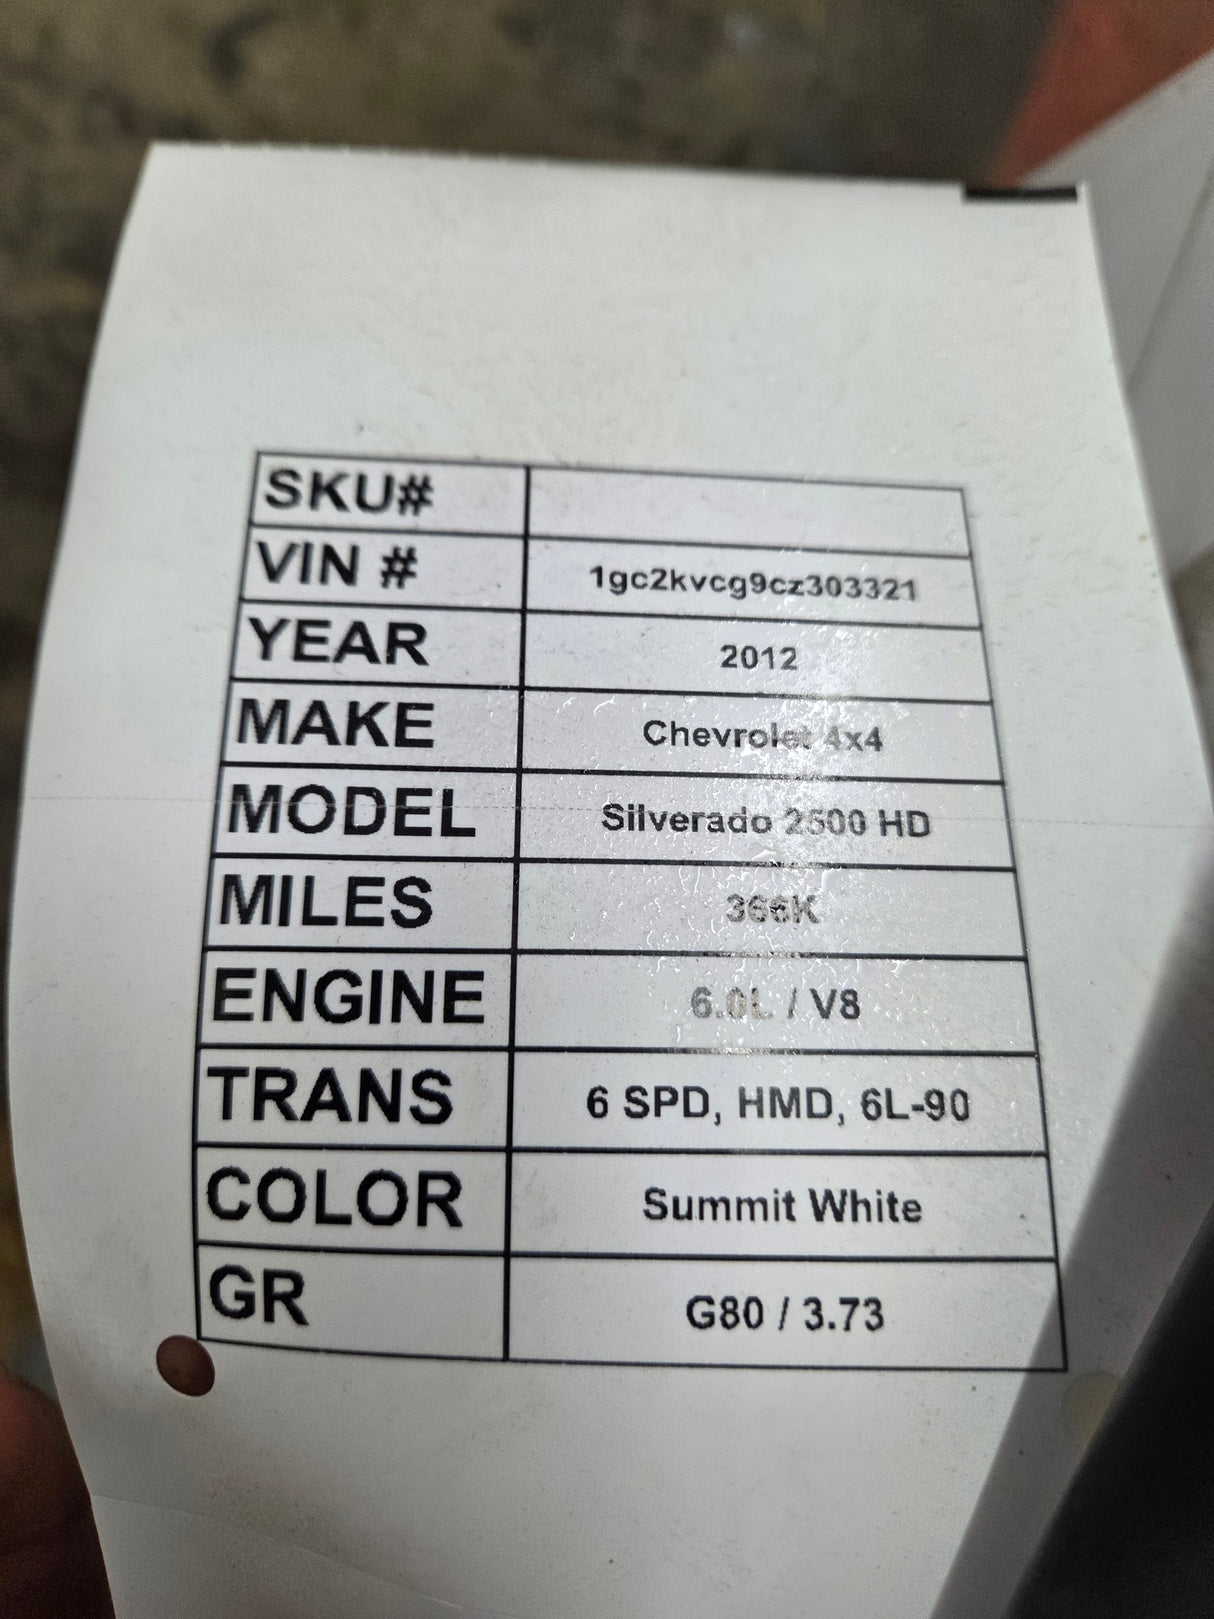 SKU#
VIN # 1gc2kvcg9cz303321
YEAR 2012
MAKE Chevrolet 4x4
MODEL Silverado 2500 HD
MILES 366K
ENGINE 6.0L / V8
TRANS 6 SPD, HMD, 6L-90
COLOR Summit White
GR G80 / 3.73